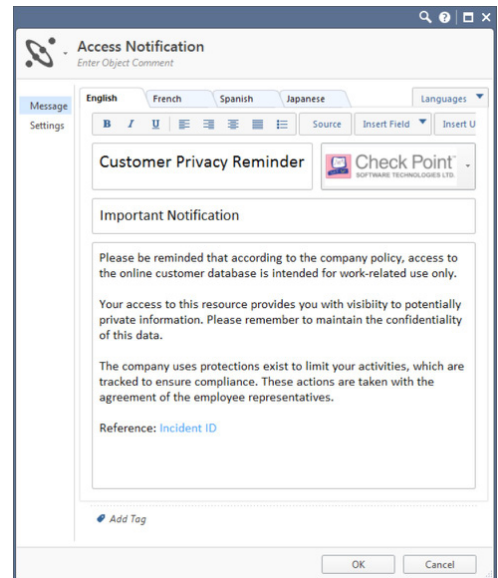 Access Notification
Enter Object Comment
Message
Settings
English French Spanish Japanese Languages
B I U Source Insert Field Insert U
Customer Privacy Reminder
Check Point
SOFTWARE TECHNOLOGIES LTD.
Important Notification
Please be reminded that according to the company policy, access to
the online customer database is intended for work-related use only.
Your access to this resource provides you with visibiity to potentially
private information. Please remember to maintain the confidentiality
of this data.
The company uses protections exist to limit your activities, which are
tracked to ensure compliance. These actions are taken with the
agreement of the employee representatives.
Reference: Incident ID
Add Tag
OK Cancel